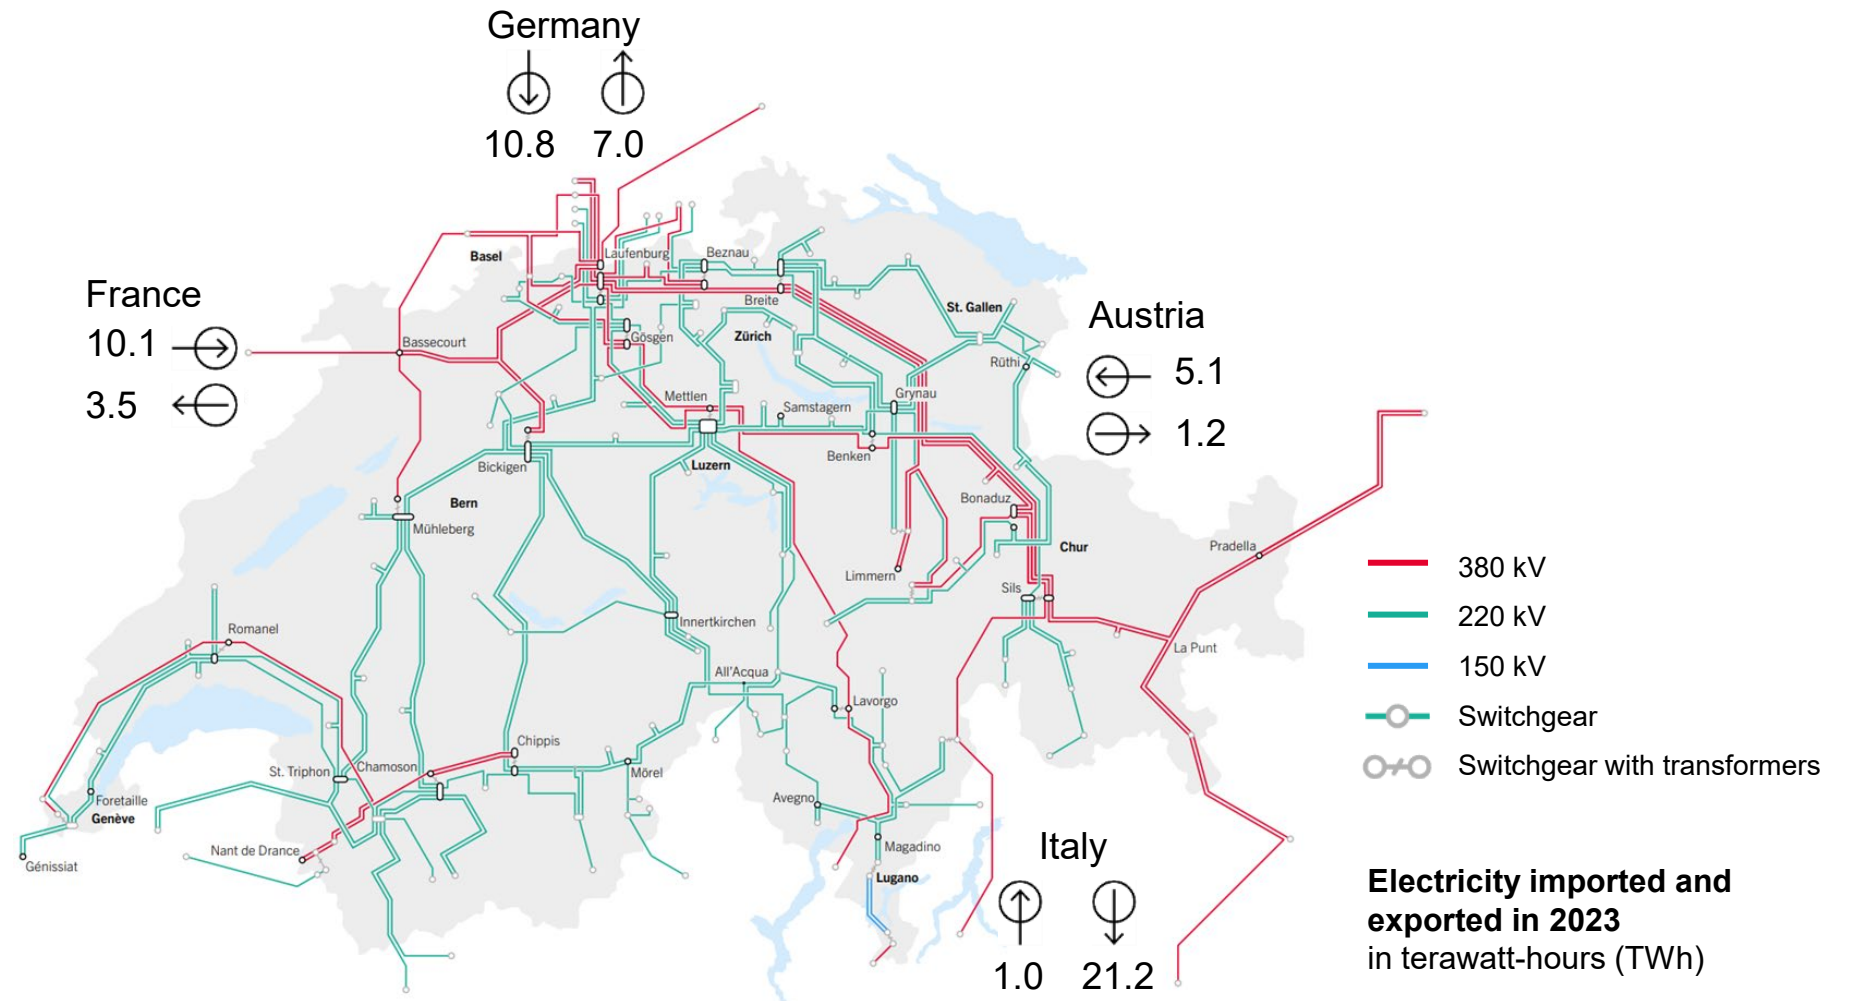 Germany
10.8 7.0
Laufenburg
Beznau
Basel
France
10.1
3.5
Breite
St. Gallen
Austria
5.1
1.2
Bassecourt
Gösgen
Zürich
Rüthi
Mettlen
Samstagern
Grynau
Benken
Bickigen
Luzern
Bern
Mühleberg
Bonaduz
Chur
Pradella
Limmern
Sils
Romanel
Innertkirchen
La Punt
All'Acqua
Lavorgo
Chippis
St. Triphon
Chamoson
Mörel
Foretaille
Genève
Avegno
Génissiat
Nant de Drance
Magadino
Lugano
Italy
1.0 21.2
380 kV
220 kV
150 kV
Switchgear
Switchgear with transformers
Electricity imported and
exported in 2023
in terawatt-hours (TWh)